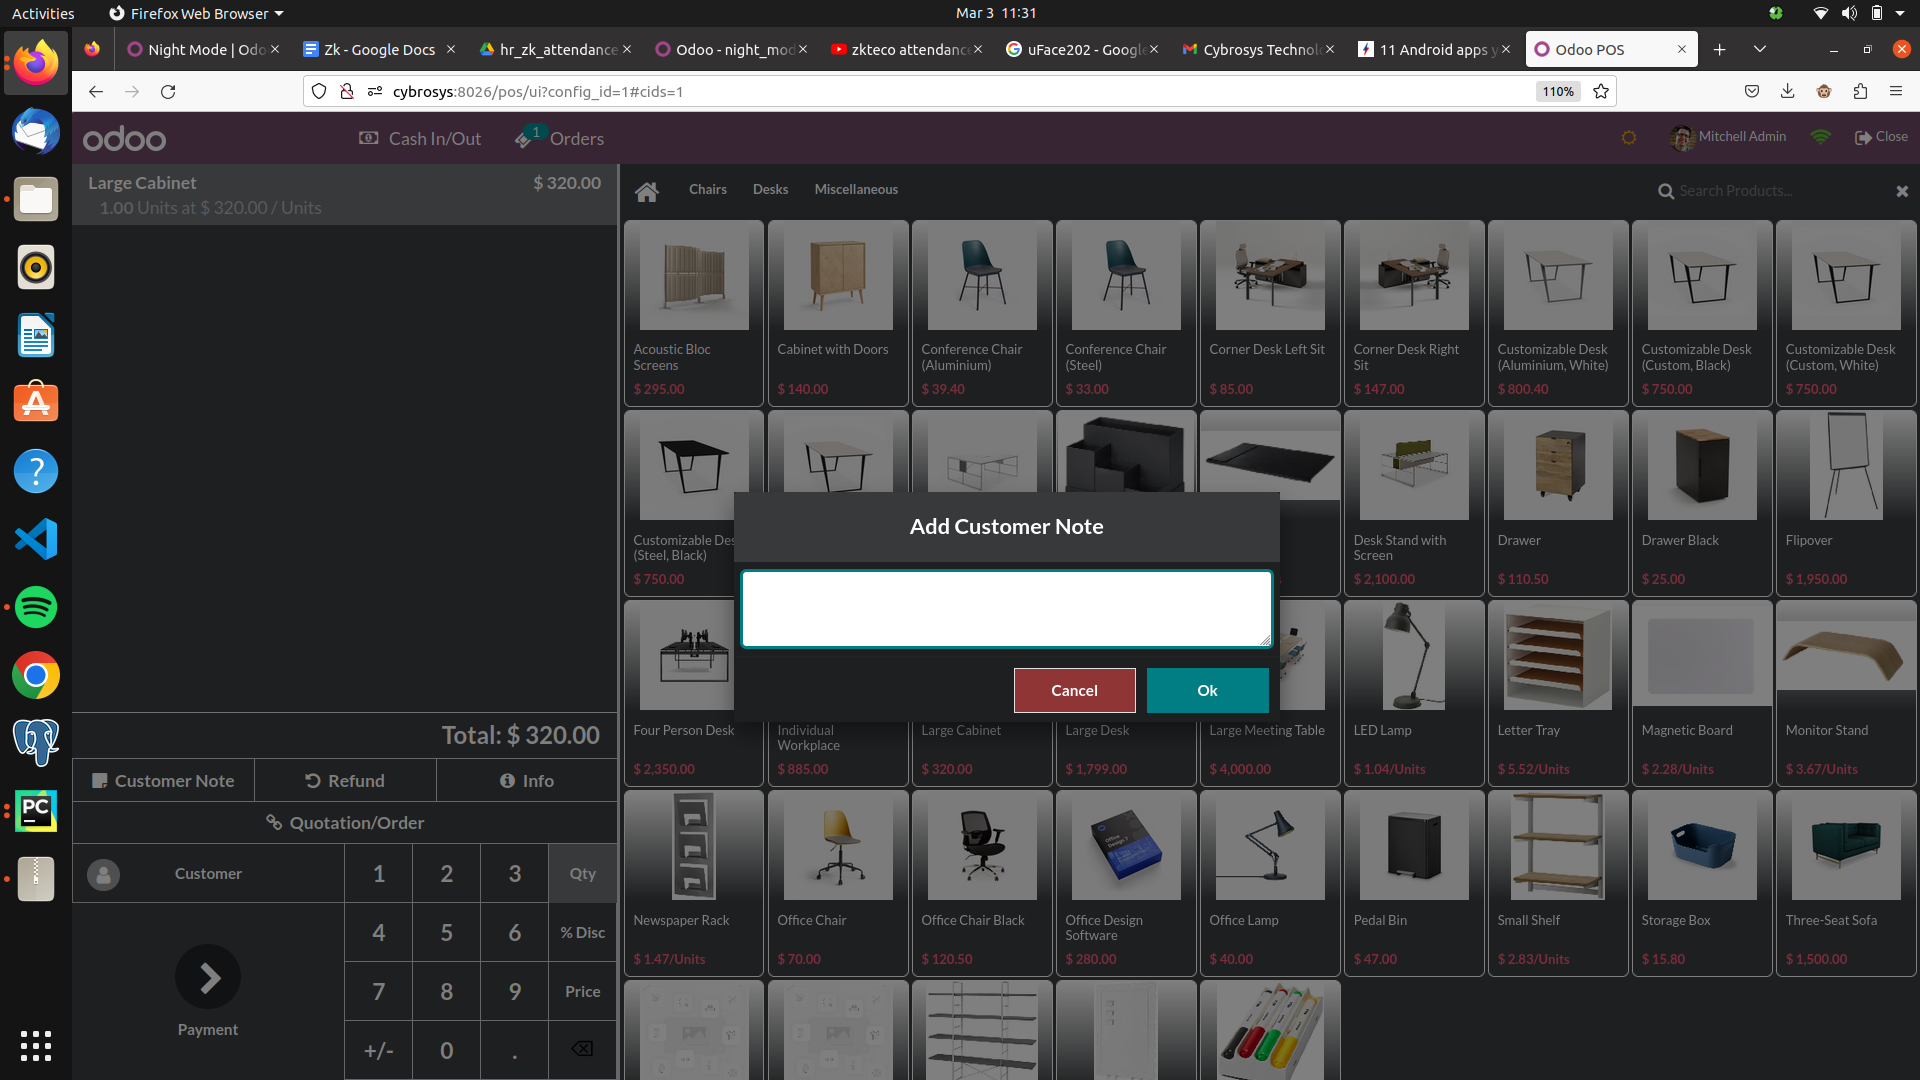 Activities
Firefox Web Browser
Mar 3 11:31
Night Mode | Odo
Zk - Google Docs
hr_zk_attendance
Odoo - night_mod
zkteco attendanc
uFace202 - Google
Cybrosys Technol
11 Android apps y
Odoo POS
cybrosys:8026/pos/ui?config_id=1#cids=1
110%
odoo
Cash In/Out
1
Orders
Mitchell Admin
Close
Large Cabinet
$ 320.00
1.00 Units at $ 320.00 / Units
Chairs
Desks
Miscellaneous
Search Products...
Acoustic Bloc Screens
$ 295.00
Cabinet with Doors
$ 140.00
Conference Chair (Aluminium)
$ 39.40
Conference Chair (Steel)
$ 33.00
Corner Desk Left Sit
$ 85.00
Corner Desk Right Sit
$ 147.00
Customizable Desk (Aluminium, White)
$ 800.40
Customizable Desk (Custom, Black)
$ 750.00
Customizable Desk (Custom, White)
$ 750.00
Customizable Des
(Steel, Black)
$ 750.00
Desk Stand with Screen
$ 2,100.00
Drawer
$ 110.50
Drawer Black
$ 25.00
Flipover
$ 1,950.00
Add Customer Note
Cancel
Ok
Four Person Desk
$ 2,350.00
Individual Workplace
$ 885.00
Large Cabinet
$ 320.00
Large Desk
$ 1,799.00
Large Meeting Table
$ 4,000.00
LED Lamp
$ 1.04/Units
Letter Tray
$ 5.52/Units
Magnetic Board
$ 2.28/Units
Monitor Stand
$ 3.67/Units
Newspaper Rack
$ 1.47/Units
Office Chair
$ 70.00
Office Chair Black
$ 120.50
Office Design Software
$ 280.00
Office Lamp
$ 40.00
Pedal Bin
$ 47.00
Small Shelf
$ 2.83/Units
Storage Box
$ 15.80
Three-Seat Sofa
$ 1,500.00
Total: $ 320.00
Customer Note
Refund
Info
Quotation/Order
Customer
1
2
3
Qty
4
5
6
% Disc
7
8
9
Price
Payment
+/-
0
.
PC